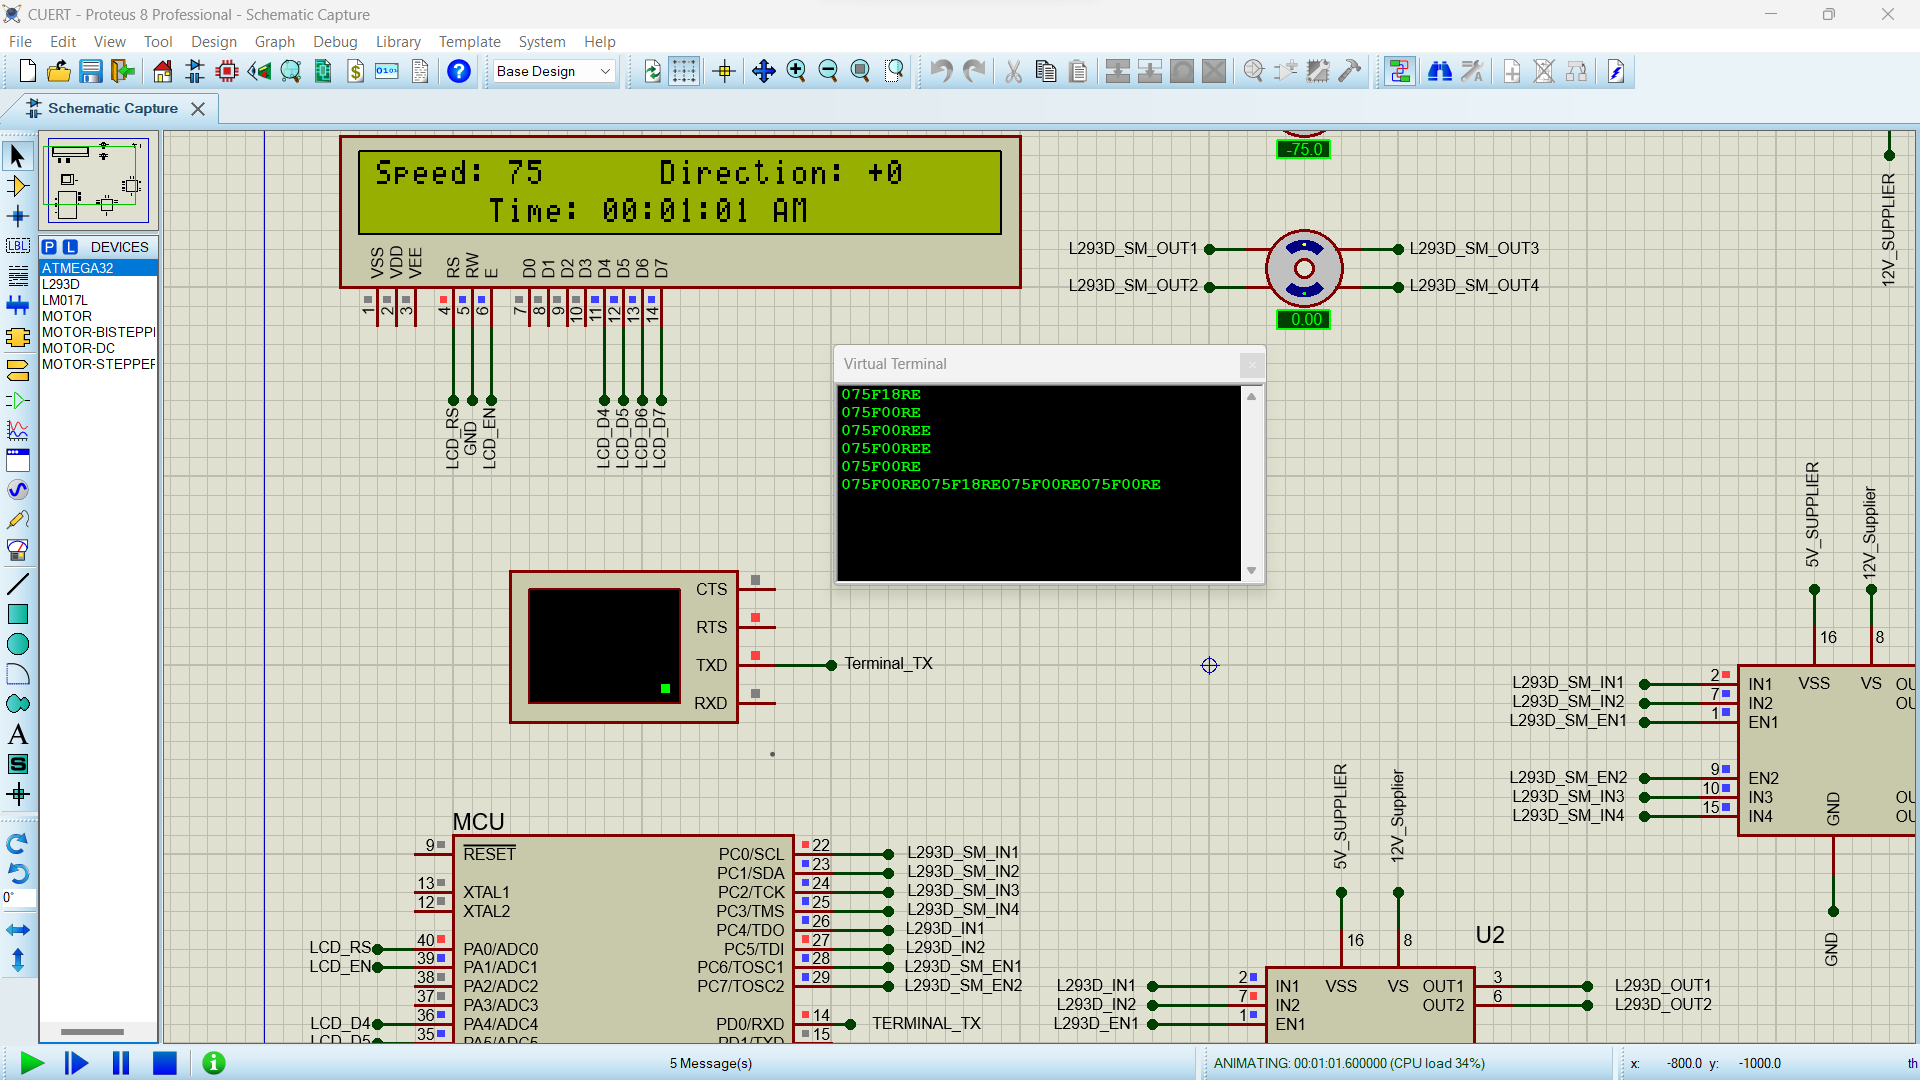 CUERT - Proteus 8 Professional - Schematic Capture
File Edit View Tool Design Graph Debug Library Template System Help
Base Design
Schematic Capture
P L DEVICES
ATMEGA32
L293D
LM017L
MOTOR
MOTOR-BISTEPPI
MOTOR-DC
MOTOR-STEPPER
LBL
A
S
0°
Speed: 75 Direction: +0
Time: 00:01:01 AM
VSS VDD VEE RS RW E D0 D1 D2 D3 D4 D5 D6 D7
1 2 3 4 5 6 7 8 9 10 11 12 13 14
LCD_RS GND LCD_EN LCD_D4 LCD_D5 LCD_D6 LCD_D7
-75.0
L293D_SM_OUT1 L293D_SM_OUT3
L293D_SM_OUT2 L293D_SM_OUT4
0.00
12V_SUPPLIER
Virtual Terminal
075F18RE
075F00RE
075F00REE
075F00REE
075F00RE
075F00RE075F18RE075F00RE075F00RE
CTS
RTS
TXD Terminal_TX
RXD
5V_SUPPLIER 12V_Supplier
16 8
L293D_SM_IN1 2 IN1 VSS VS OU
L293D_SM_IN2 7 IN2 OU
L293D_SM_EN1 1 EN1
L293D_SM_EN2 9 EN2
L293D_SM_IN3 10 IN3 GND OU
L293D_SM_IN4 15 IN4 OU
GND
MCU
9 RESET PC0/SCL 22 L293D_SM_IN1
PC1/SDA 23 L293D_SM_IN2
13 XTAL1 PC2/TCK 24 L293D_SM_IN3
12 XTAL2 PC3/TMS 25 L293D_SM_IN4
PC4/TDO 26 L293D_IN1
LCD_RS 40 PA0/ADC0 PC5/TDI 27 L293D_IN2
LCD_EN 39 PA1/ADC1 PC6/TOSC1 28 L293D_SM_EN1
38 PA2/ADC2 PC7/TOSC2 29 L293D_SM_EN2
37 PA3/ADC3
LCD_D4 36 PA4/ADC4 PD0/RXD 14 TERMINAL_TX
LCD_D5 35 PA5/ADC5 PD1/TXD 15
5V_SUPPLIER 12V_Supplier
16 8 U2
L293D_IN1 2 IN1 VSS VS OUT1 3 L293D_OUT1
L293D_IN2 7 IN2 OUT2 6 L293D_OUT2
L293D_EN1 1 EN1
5 Message(s) ANIMATING: 00:01:01.600000 (CPU load 34%) x: -800.0 y: -1000.0 th